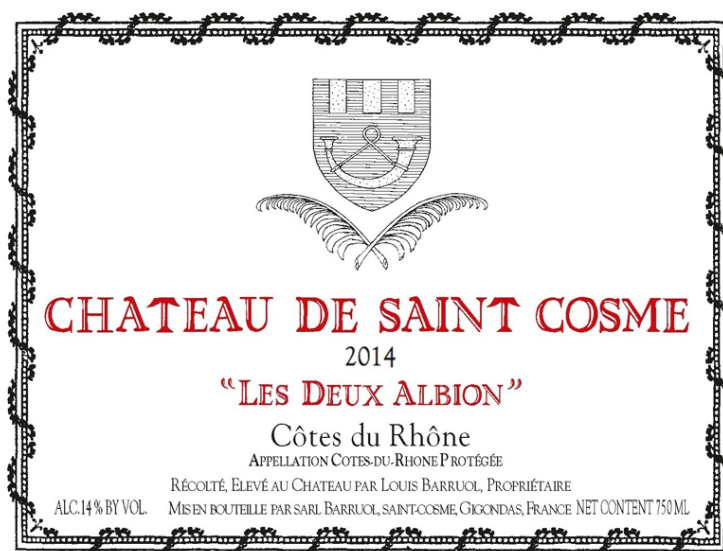 CHATEAU DE SAINT COSME
2014
"LES DEUX ALBION"
Côtes du Rhône
APPELLATION COTES-DU-RHONE PROTÉGÉE
RÉCOLTÉ, ELEVÉ AU CHATEAU PAR LOUIS BARRUOL, PROPRIÉTAIRE
ALC.14 % BY VOL. MIS EN BOUTEILLE PAR SARL BARRUOL, SAINT-COSME, GIGONDAS, FRANCE NET CONTENT 750 ML